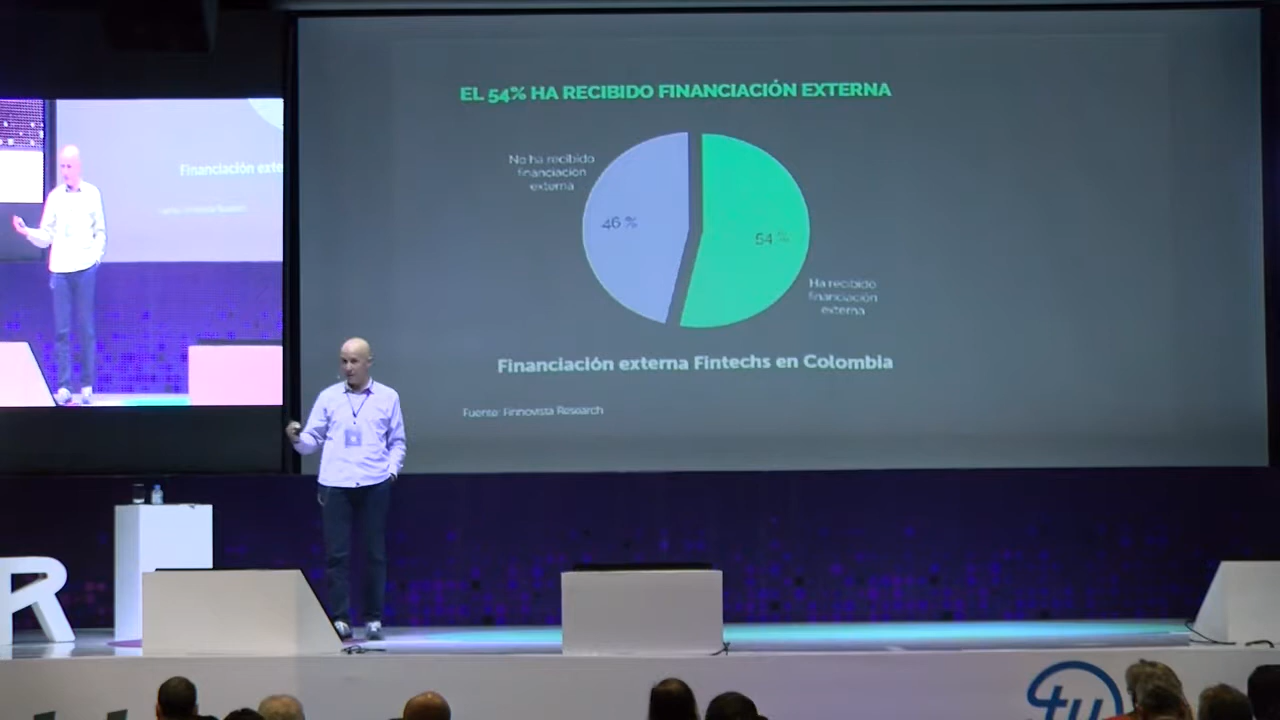 EL 54% HA RECIBIDO FINANCIACIÓN EXTERNA
No ha recibido
financiación
externa
46 %
54 %
Ha recibido
financiación
externa
Financiación externa Fintechs en Colombia
Fuente: Finnovista Research
Financiación exte
R
tu